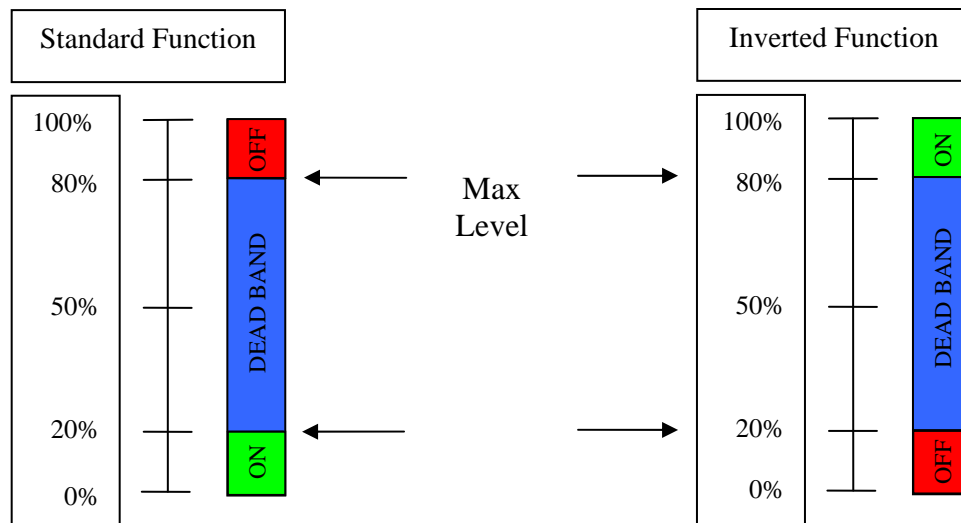 Standard Function
100%
80%
50%
20%
0%
OFF
DEAD BAND
ON
Max
Level
Inverted Function
100%
80%
50%
20%
0%
ON
DEAD BAND
OFF